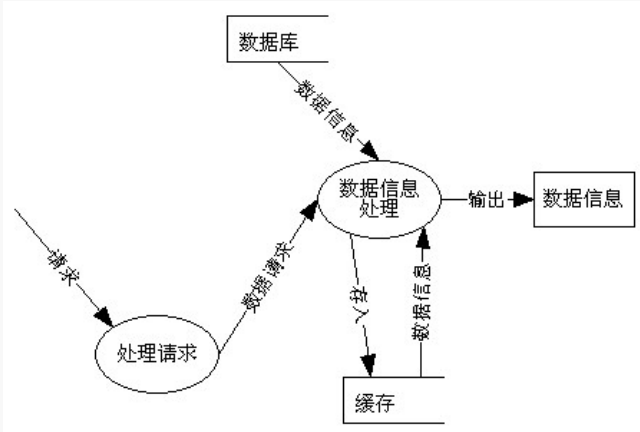 数据库
数据信息
数据信息
处理
输出
数据信息
请求
数据请求
存入
数据信息
处理请求
缓存